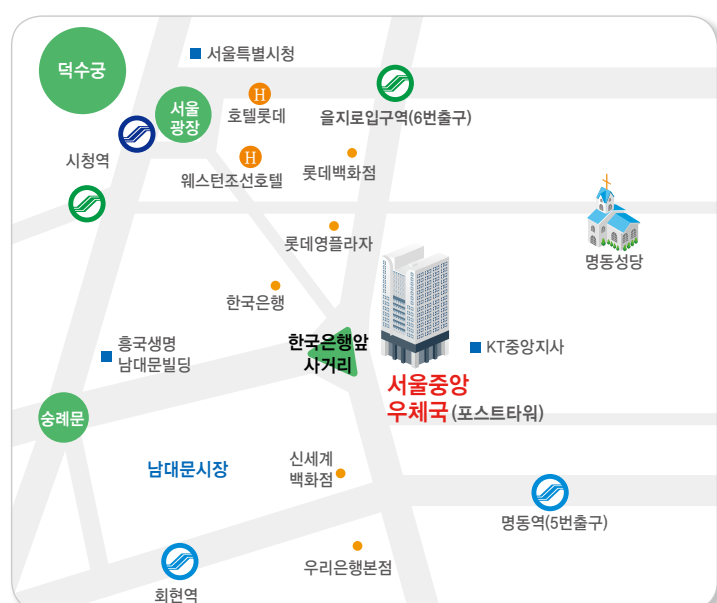 덕수궁
서울특별시청
서울
광장
H
호텔롯데
을지로입구역(6번출구)
시청역
H
웨스턴조선호텔
롯데백화점
롯데영플라자
명동성당
한국은행
한국은행앞
사거리
흥국생명
남대문빌딩
KT중앙지사
서울중앙
우체국(포스트타워)
숭례문
남대문시장
신세계
백화점
명동역(5번출구)
우리은행본점
회현역